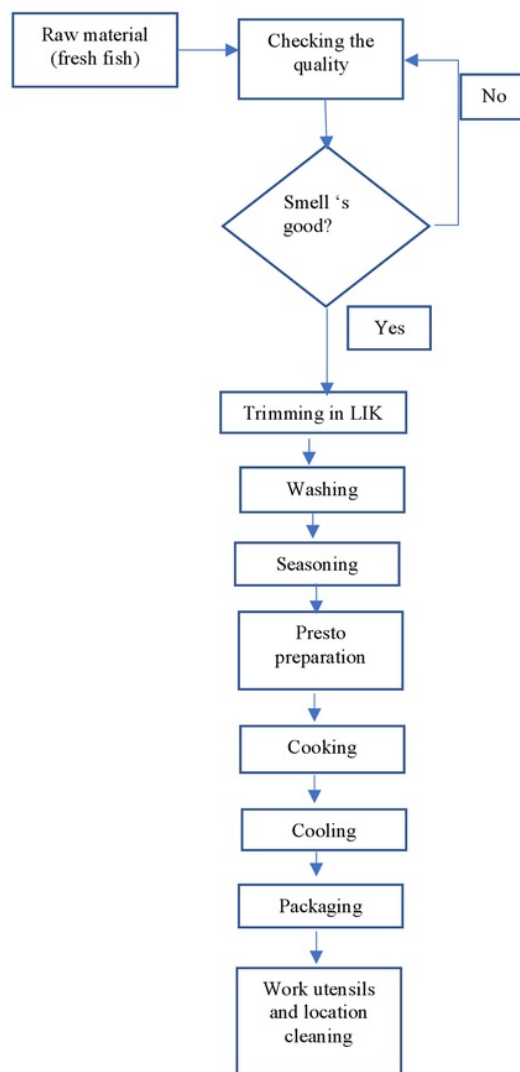 Raw material
(fresh fish)
Checking the
quality
No
Smell ‘s
good?
Yes
Trimming in LIK
Washing
Seasoning
Presto
preparation
Cooking
Cooling
Packaging
Work utensils
and location
cleaning